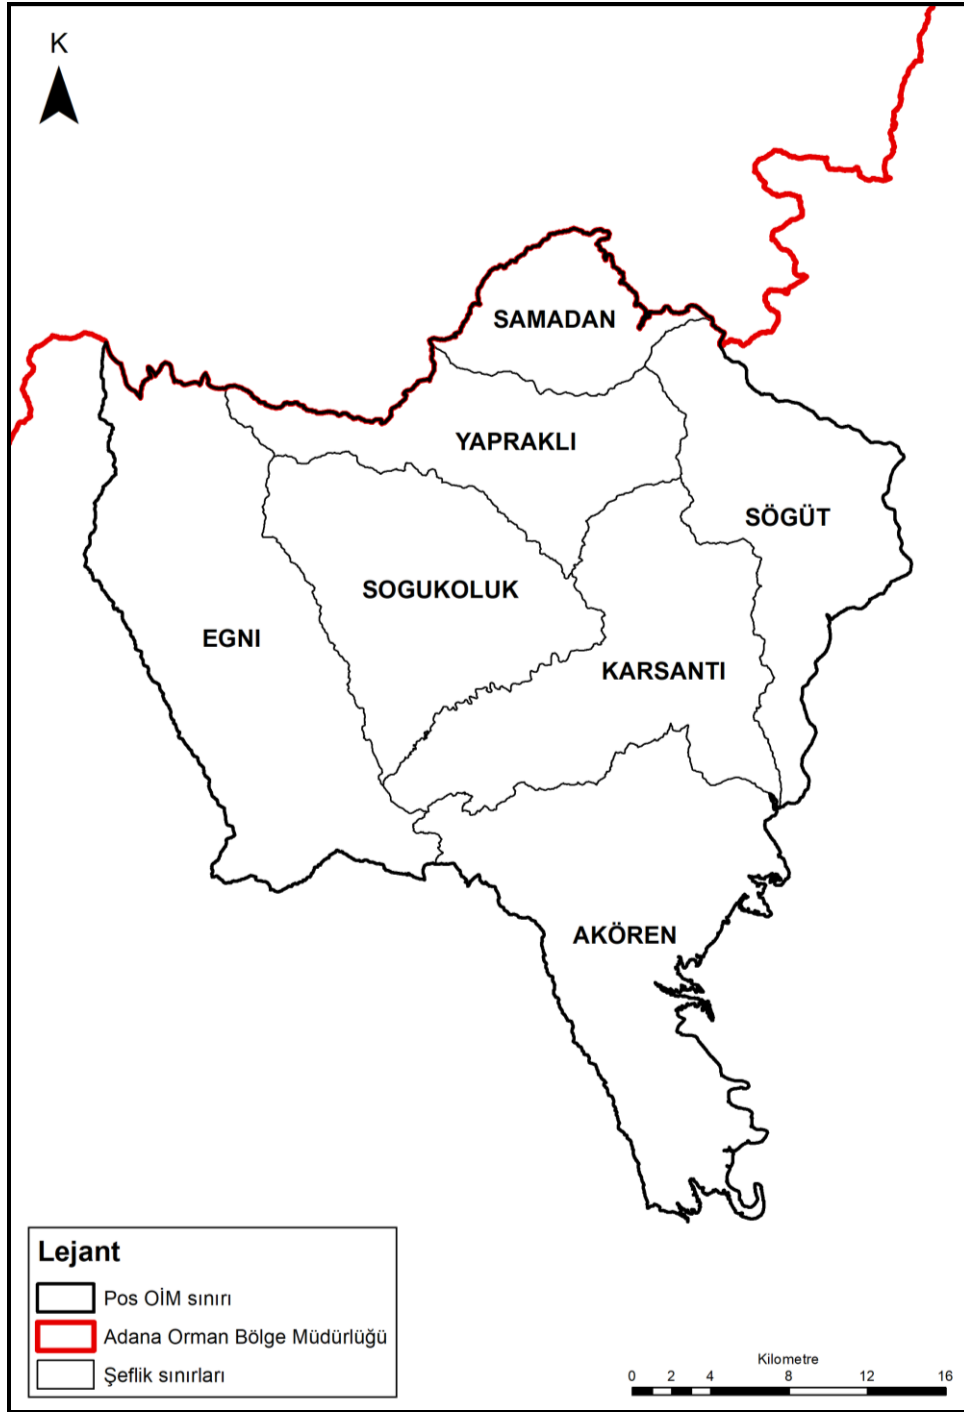 K
SAMADAN
YAPRAKLI
SÖGÜT
SOGUKOLUK
EGNI
KARSANTI
AKÖREN
Lejant
Pos OİM sınırı
Adana Orman Bölge Müdürlüğü
Şeflik sınırları
Kilometre
0 2 4 8 12 16